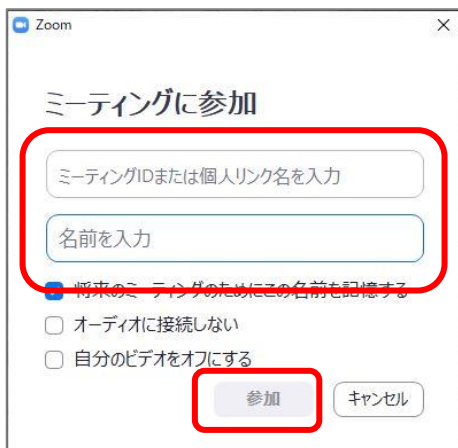 Zoom
ミーティングに参加
ミーティングIDまたは個人リンク名を入力
名前を入力
将来のミーティングのためにこの名前を記憶する
オーディオに接続しない
自分のビデオをオフにする
参加 キャンセル